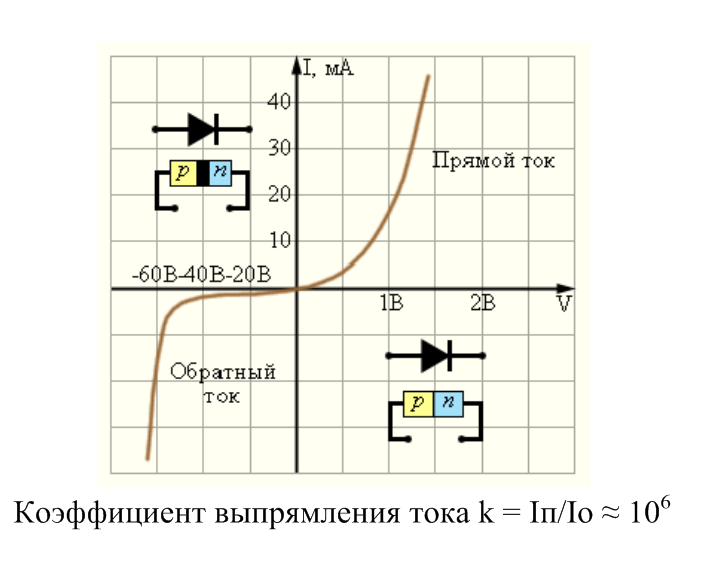 I, мА
40
30
Прямой ток
p n
20
10
-60В-40В-20В
1В 2В V
Обратный
ток
p n
Коэффициент выпрямления тока k = Iп/Iо ≈ 10⁶